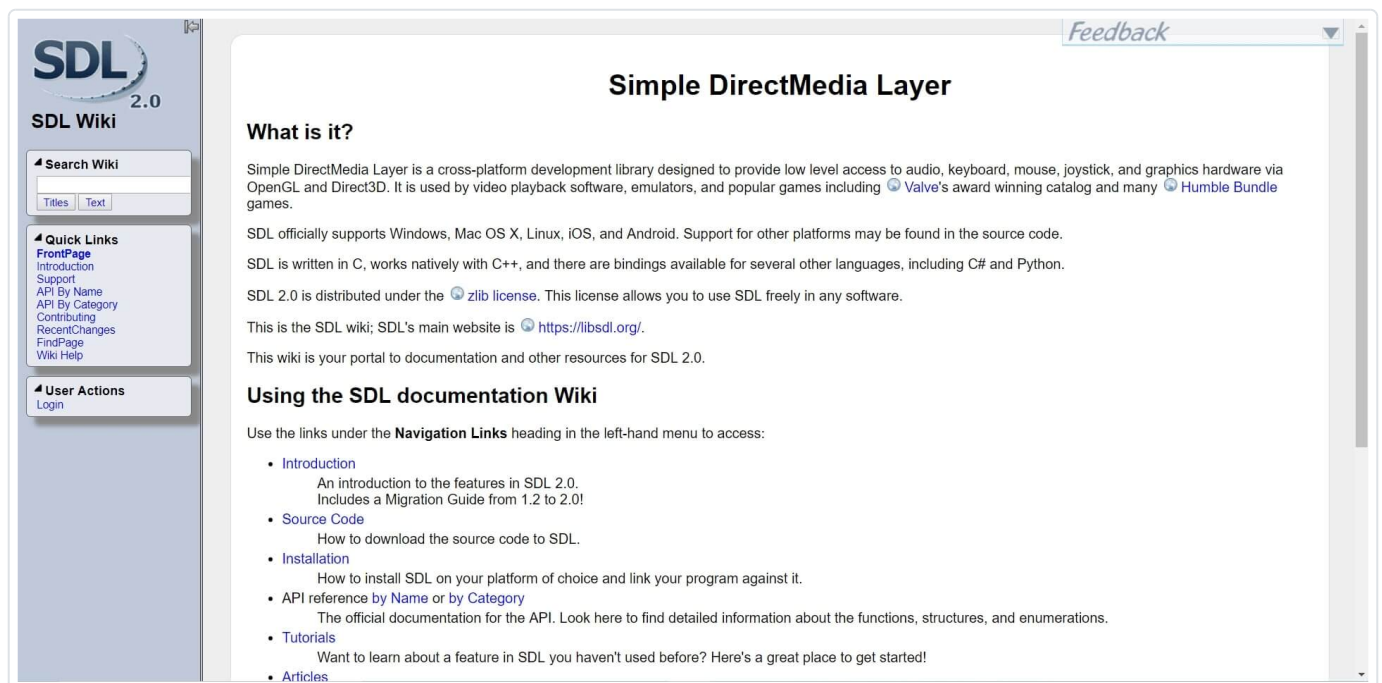 SDL
2.0
SDL Wiki
Search Wiki
Titles Text
Quick Links
FrontPage
Introduction
Support
API By Name
API By Category
Contributing
RecentChanges
FindPage
Wiki Help
User Actions
Login
Feedback
Simple DirectMedia Layer
What is it?
Simple DirectMedia Layer is a cross-platform development library designed to provide low level access to audio, keyboard, mouse, joystick, and graphics hardware via
OpenGL and Direct3D. It is used by video playback software, emulators, and popular games including Valve's award winning catalog and many Humble Bundle
games.
SDL officially supports Windows, Mac OS X, Linux, iOS, and Android. Support for other platforms may be found in the source code.
SDL is written in C, works natively with C++, and there are bindings available for several other languages, including C# and Python.
SDL 2.0 is distributed under the zlib license. This license allows you to use SDL freely in any software.
This is the SDL wiki; SDL's main website is https://libsdl.org/.
This wiki is your portal to documentation and other resources for SDL 2.0.
Using the SDL documentation Wiki
Use the links under the Navigation Links heading in the left-hand menu to access:
• Introduction
An introduction to the features in SDL 2.0.
Includes a Migration Guide from 1.2 to 2.0!
• Source Code
How to download the source code to SDL.
• Installation
How to install SDL on your platform of choice and link your program against it.
• API reference by Name or by Category
The official documentation for the API. Look here to find detailed information about the functions, structures, and enumerations.
• Tutorials
Want to learn about a feature in SDL you haven't used before? Here's a great place to get started!
• Articles